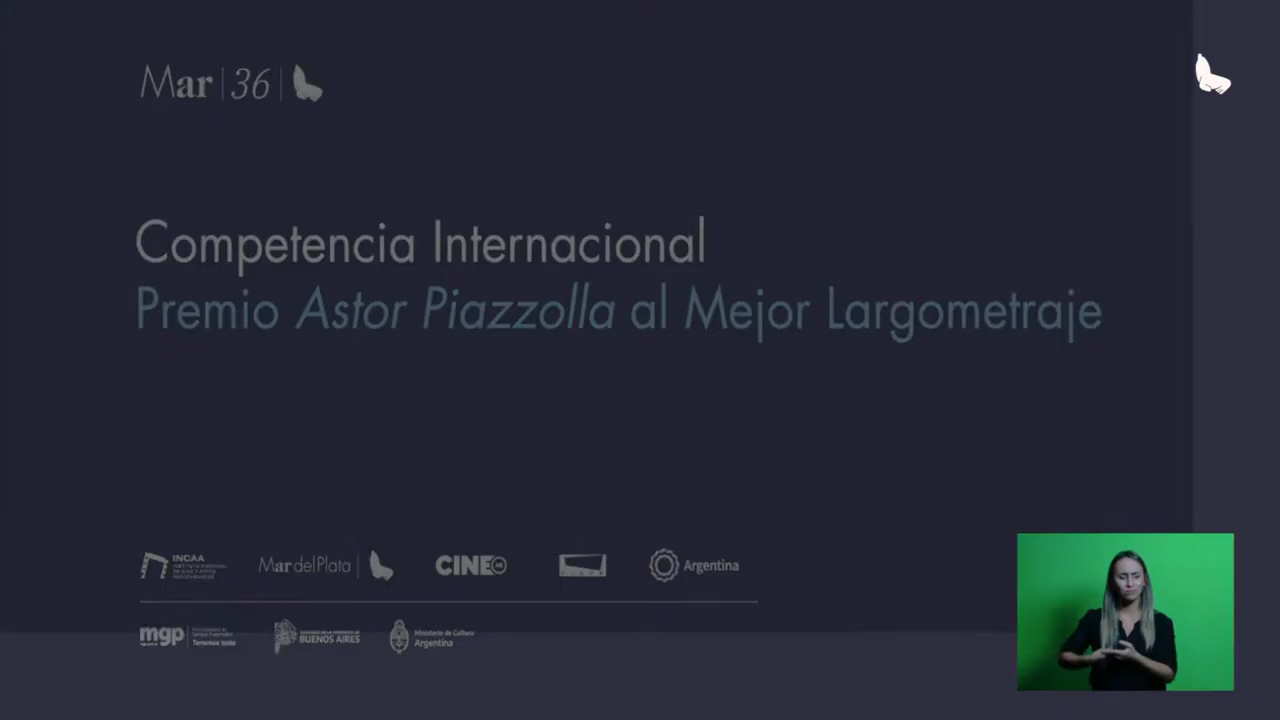 Mar | 36
Competencia Internacional
Premio Astor Piazzolla al Mejor Largometraje
INCAA
Mar del Plata
CINE.AR
Argentina
mgp
BUENOS AIRES
Ministerio de Cultura
Argentina